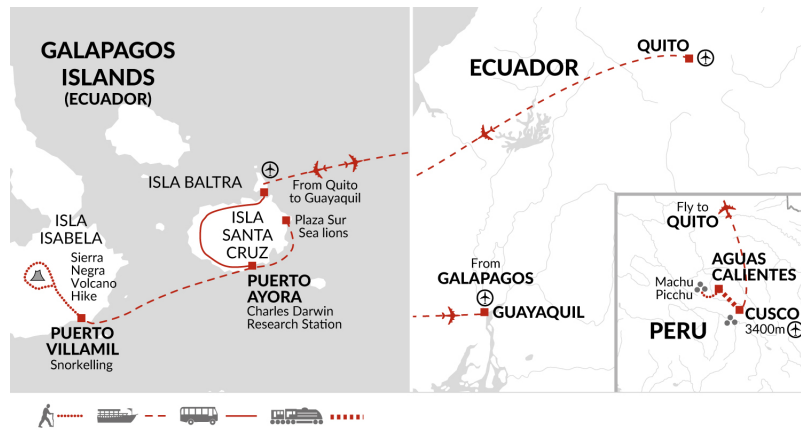 GALAPAGOS
ISLANDS
(ECUADOR)
ISLA BALTRA
From Quito
to Guayaquil
ISLA
SANTA
CRUZ
Plaza Sur
Sea lions
ISLA
ISABELA
Sierra
Negra
Volcano
Hike
PUERTO
AYORA
Charles Darwin
Research Station
PUERTO
VILLAMIL
Snorkelling
QUITO
ECUADOR
From
GALAPAGOS
GUAYAQUIL
Fly to
QUITO
AGUAS
CALIENTES
Machu
Picchu
CUSCO
3400m
PERU